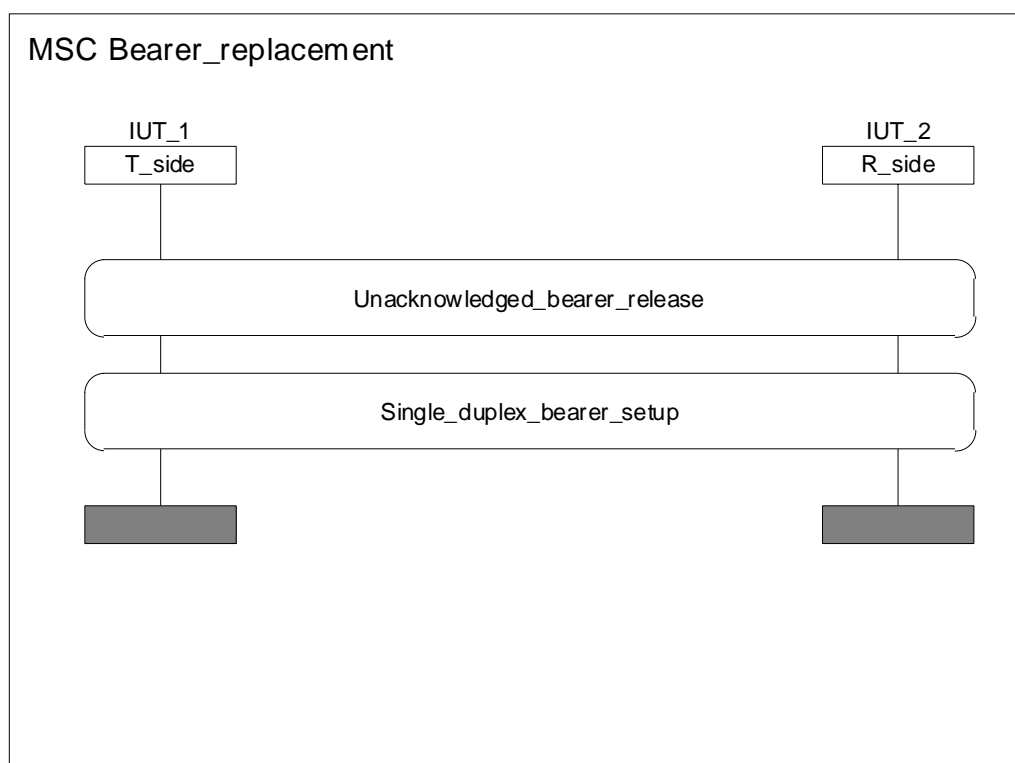 MSC Bearer_replacement
IUT_1
IUT_2
T_side
R_side
Unacknowledged_bearer_release
Single_duplex_bearer_setup